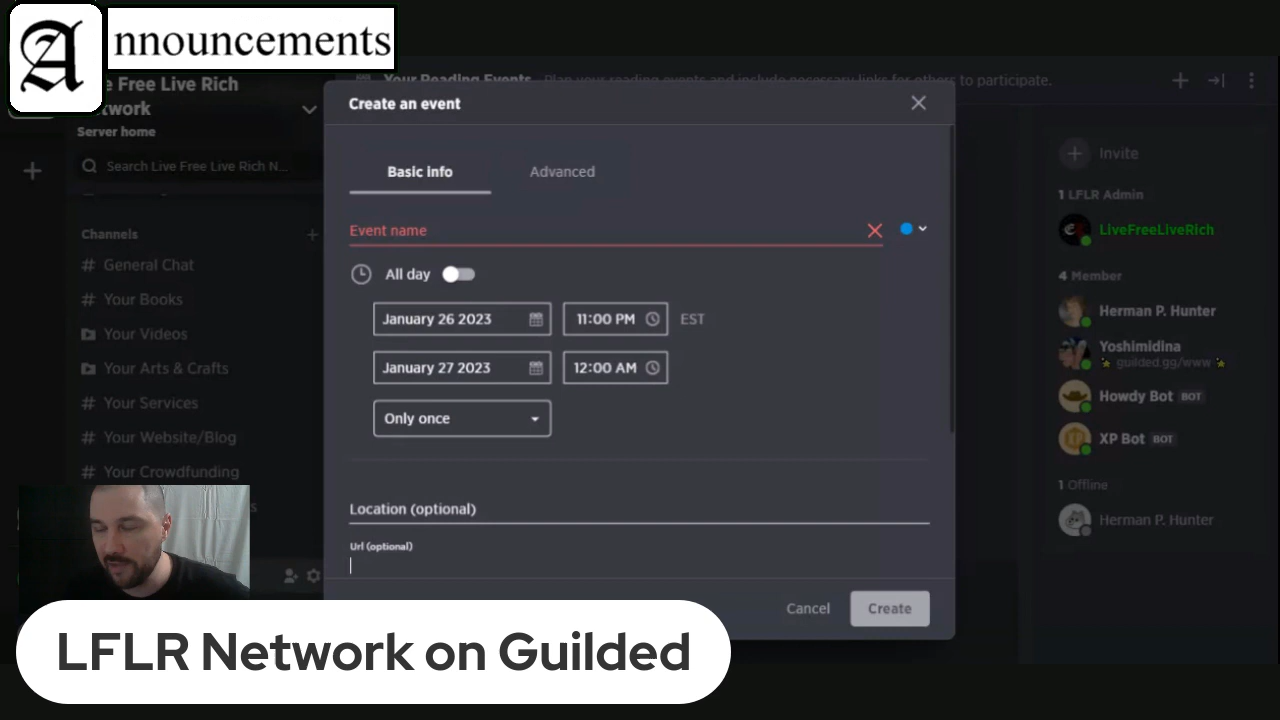 Announcements
e Free Live Rich
twork
Server home
Search Live Free Live Rich N...
Channels
# General Chat
# Your Books
Your Videos
Your Arts & Crafts
# Your Services
# Your Website/Blog
# Your Crowdfunding
s
Your Reading Events Plan your reading events and include necessary links for others to participate.
Create an event
Basic info Advanced
Event name
All day
January 26 2023 11:00 PM EST
January 27 2023 12:00 AM
Only once
Location (optional)
Url (optional)
Cancel Create
Invite
1 LFLR Admin
LiveFreeLiveRich
4 Member
Herman P. Hunter
Yoshimidina
guilded.gg/www
Howdy Bot BOT
XP Bot BOT
1 Offline
Herman P. Hunter
LFLR Network on Guilded